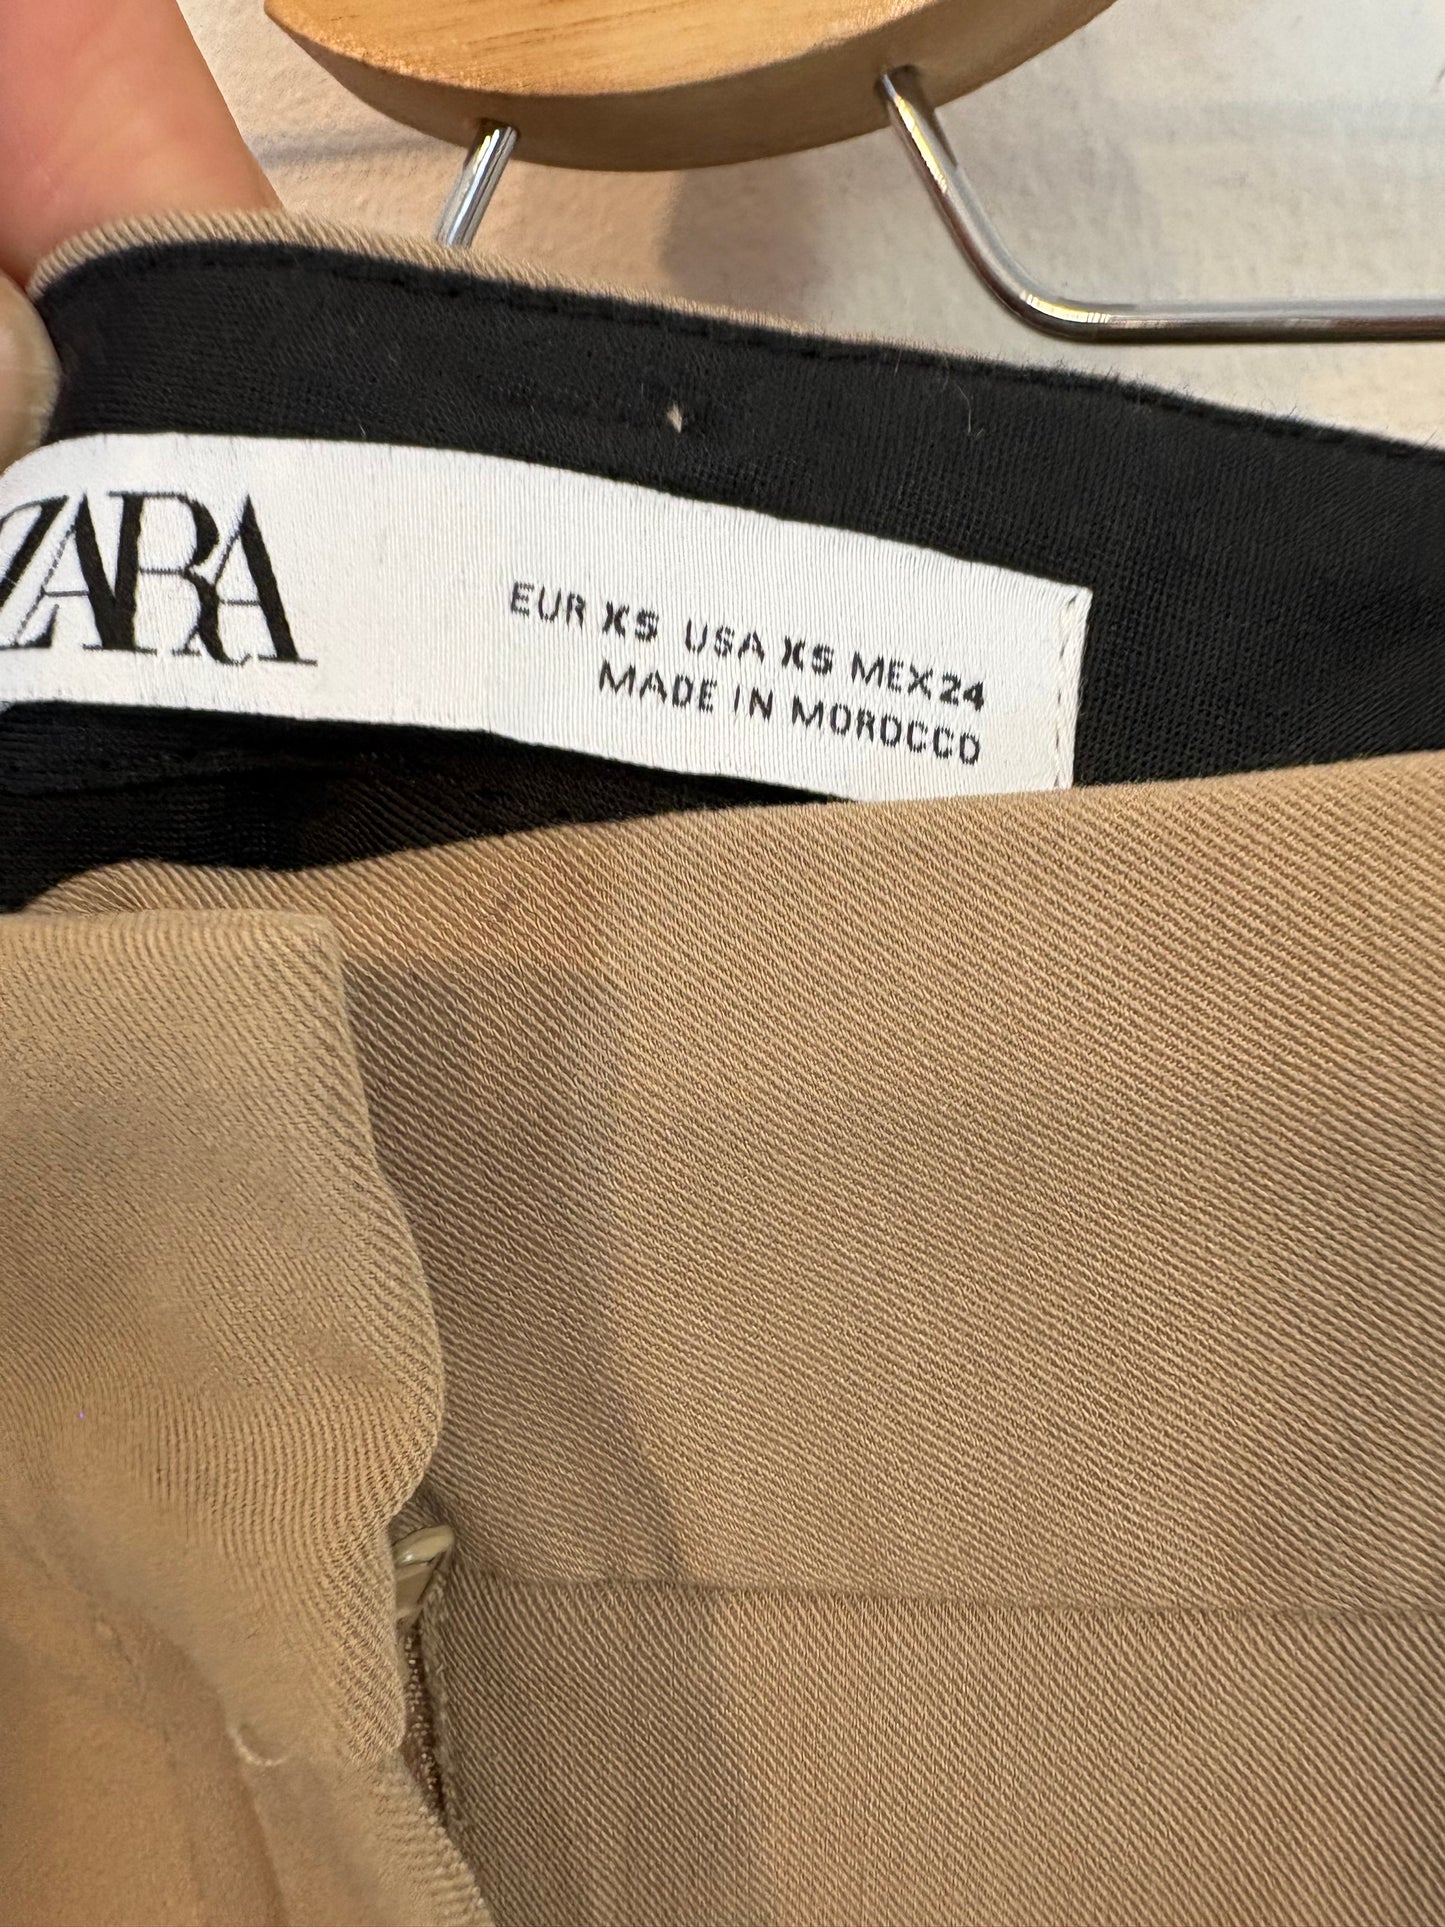 ZARA
EUR XS USA XS MEX 24
MADE IN MOROCCO